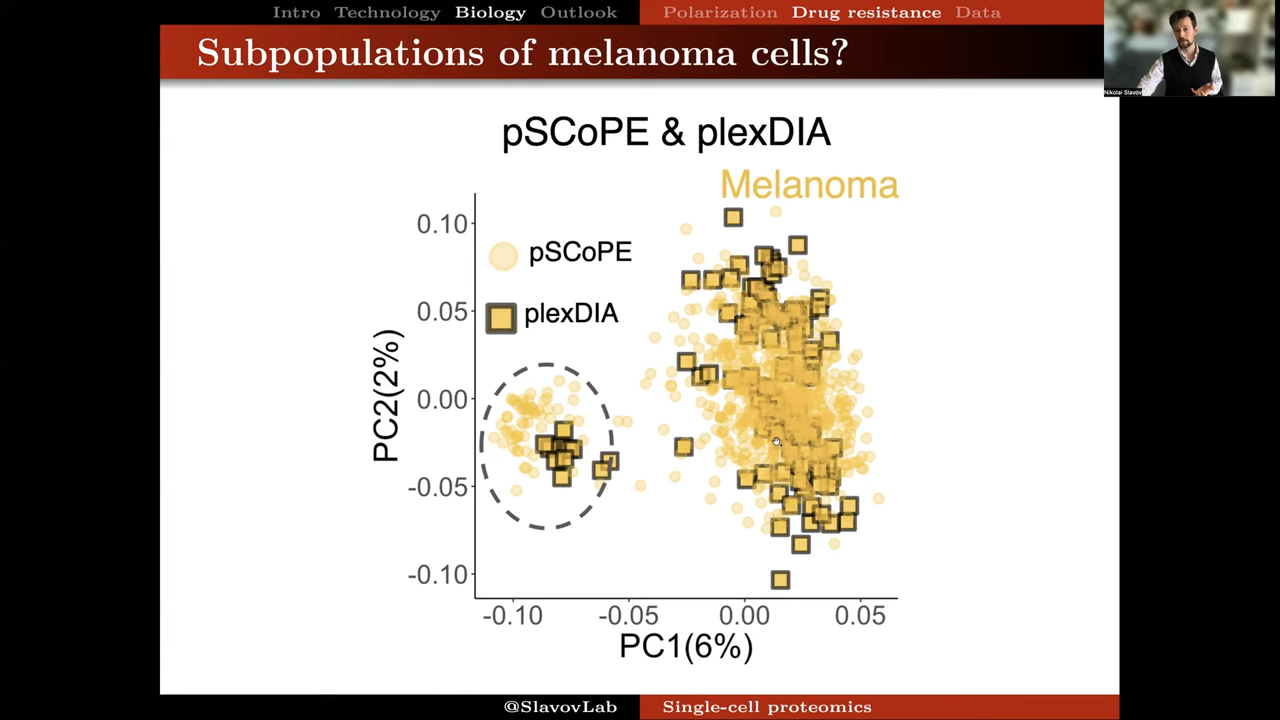 Intro Technology Biology Outlook Polarization Drug resistance Data
Subpopulations of melanoma cells?
Nikolai Slavov
pSCoPE & plexDIA
Melanoma
pSCoPE
plexDIA
PC2(2%)
0.10
0.05
0.00
-0.05
-0.10
-0.10 -0.05 0.00 0.05
PC1(6%)
@SlavovLab Single-cell proteomics